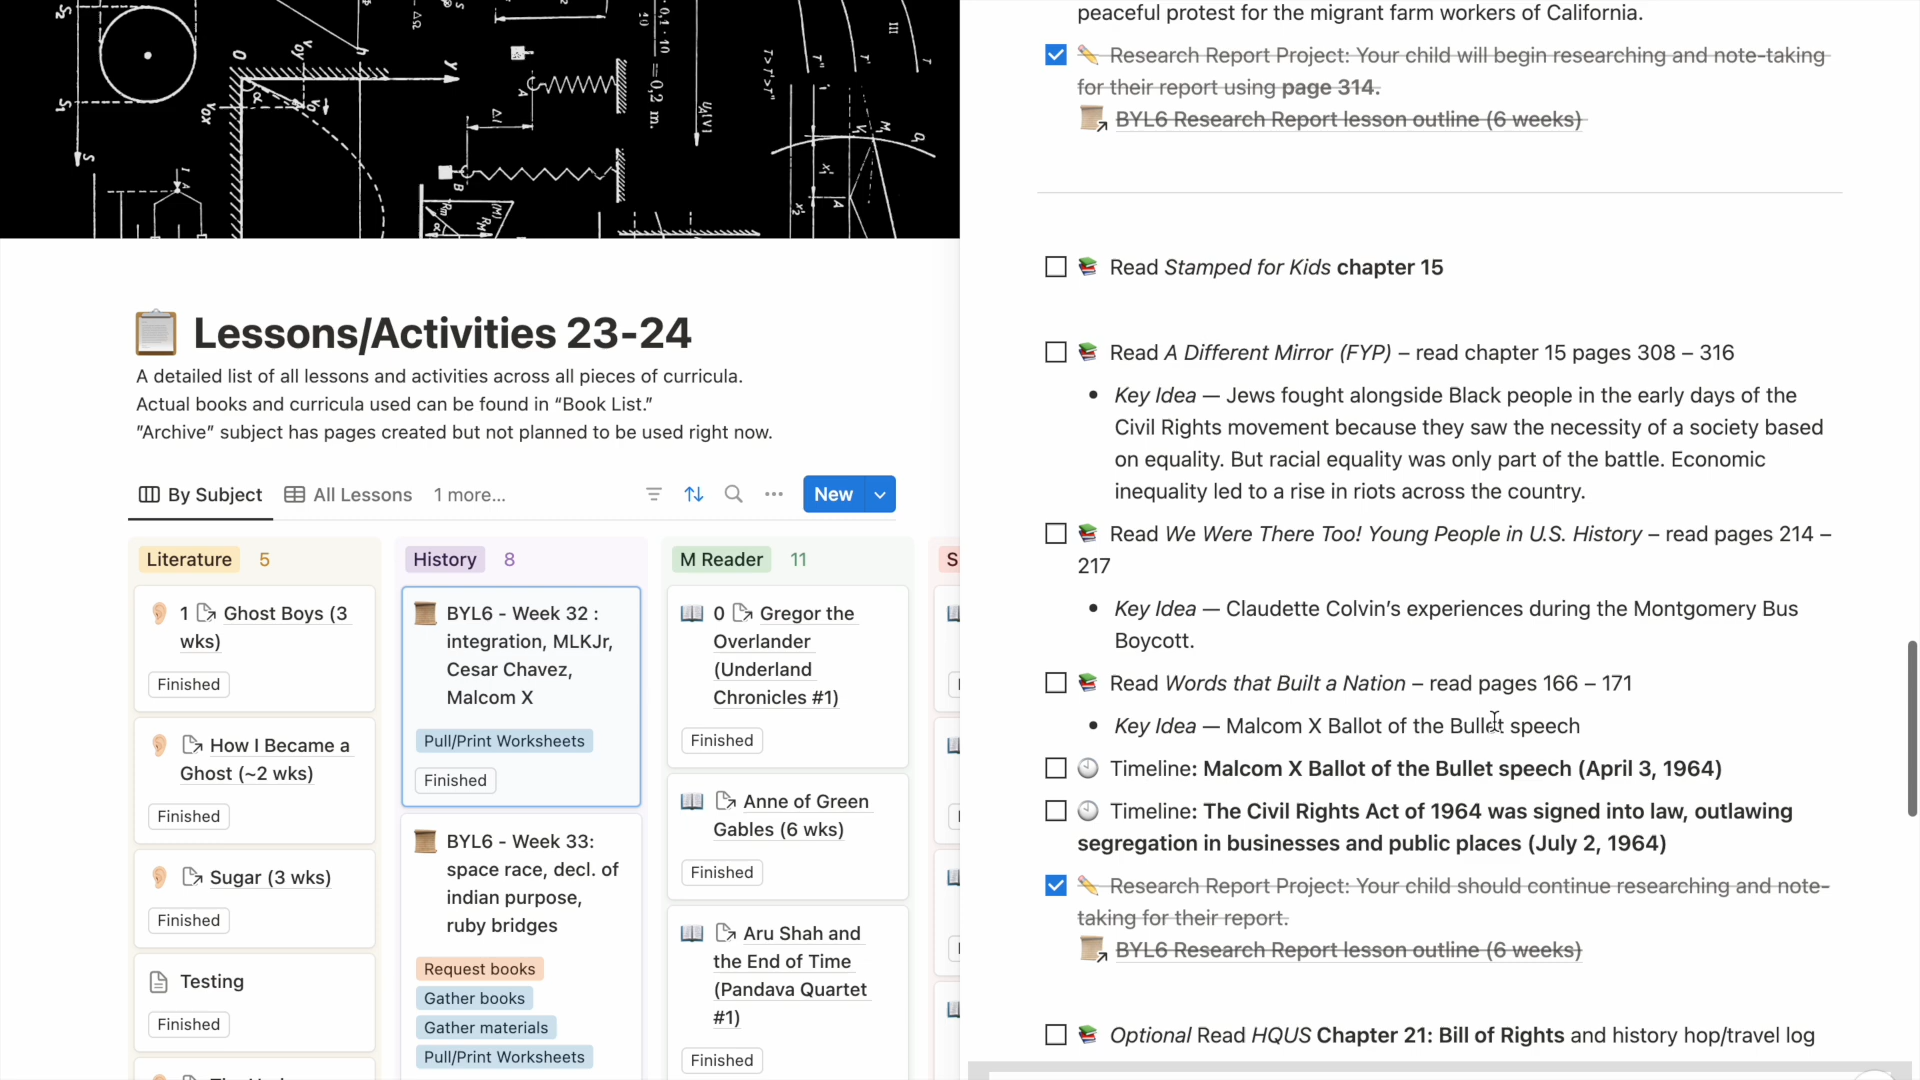 Lessons/Activities 23-24
A detailed list of all lessons and activities across all pieces of curricula.
Actual books and curricula used can be found in “Book List.”
”Archive” subject has pages created but not planned to be used right now.
By Subject
All Lessons
1 more...
New
Literature 5
1 Ghost Boys (3
wks)
Finished
How I Became a
Ghost (~2 wks)
Finished
Sugar (3 wks)
Finished
Testing
Finished
History 8
BYL6 - Week 32 :
integration, MLKJr,
Cesar Chavez,
Malcom X
Pull/Print Worksheets
Finished
BYL6 - Week 33:
space race, decl. of
indian purpose,
ruby bridges
Request books
Gather books
Gather materials
Pull/Print Worksheets
M Reader 11
0 Gregor the
Overlander
(Underland
Chronicles #1)
Finished
Anne of Green
Gables (6 wks)
Finished
Aru Shah and
the End of Time
(Pandava Quartet
#1)
Finished
S
peaceful protest for the migrant farm workers of California.
Research Report Project: Your child will begin researching and note-taking
for their report using page 314.
BYL6 Research Report lesson outline (6 weeks)
Read Stamped for Kids chapter 15
Read A Different Mirror (FYP) – read chapter 15 pages 308 – 316
Key Idea — Jews fought alongside Black people in the early days of the
Civil Rights movement because they saw the necessity of a society based
on equality. But racial equality was only part of the battle. Economic
inequality led to a rise in riots across the country.
Read We Were There Too! Young People in U.S. History – read pages 214 –
217
Key Idea — Claudette Colvin’s experiences during the Montgomery Bus
Boycott.
Read Words that Built a Nation – read pages 166 – 171
Key Idea — Malcom X Ballot of the Bullet speech
Timeline: Malcom X Ballot of the Bullet speech (April 3, 1964)
Timeline: The Civil Rights Act of 1964 was signed into law, outlawing
segregation in businesses and public places (July 2, 1964)
Research Report Project: Your child should continue researching and note-
taking for their report.
BYL6 Research Report lesson outline (6 weeks)
Optional Read HQUS Chapter 21: Bill of Rights and history hop/travel log